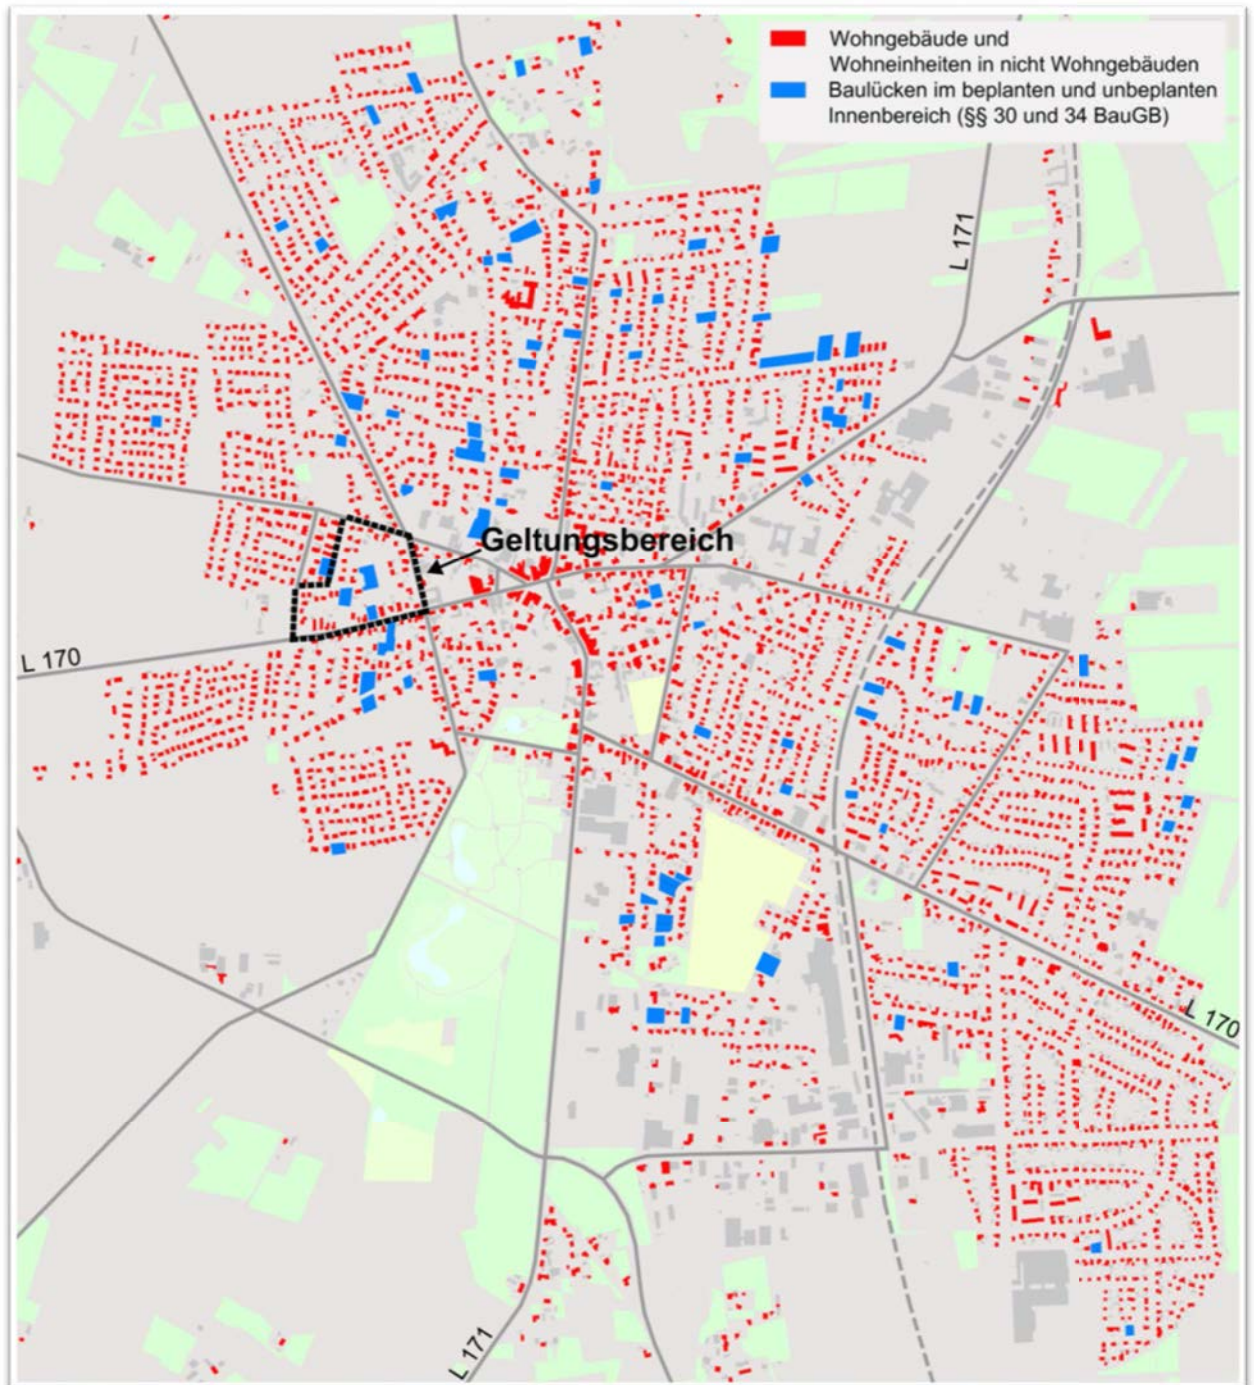 Wohngebäude und
Wohneinheiten in nicht Wohngebäuden
Baulücken im beplanten und unbeplanten
Innenbereich (§§ 30 und 34 BauGB)
L 171
Geltungsbereich
L 170
L 170
L 171